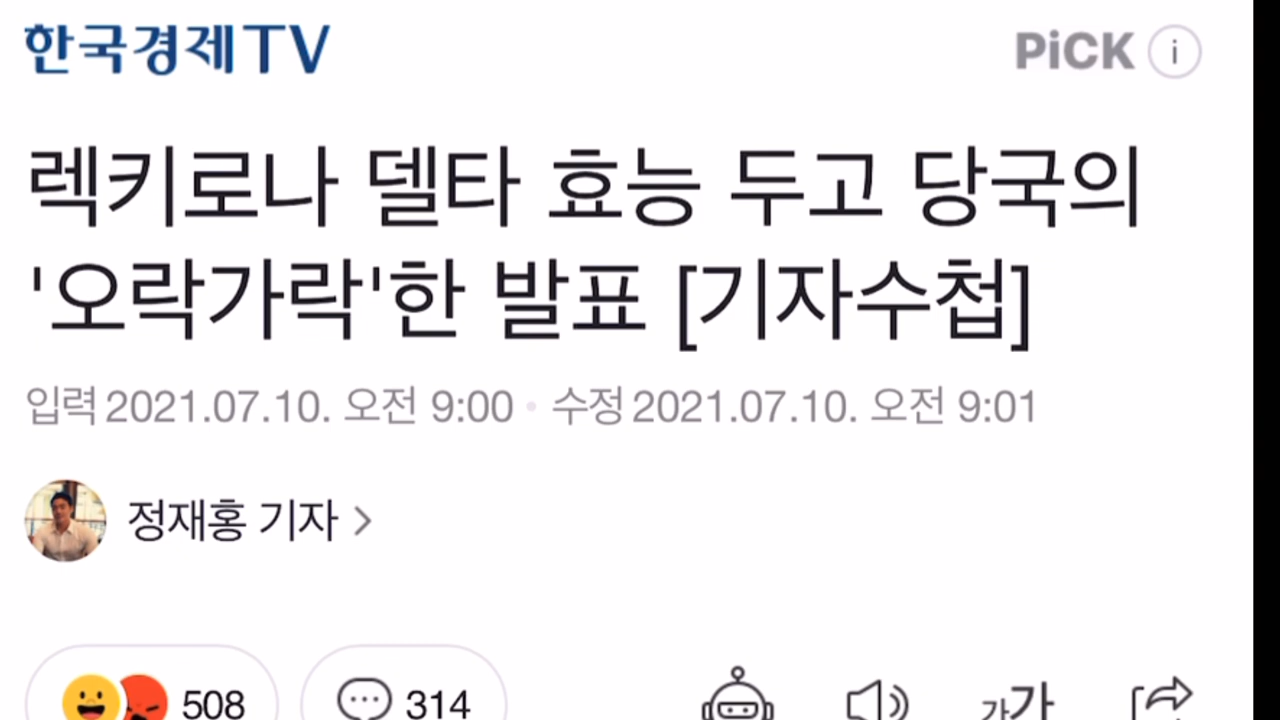 한국경제TV
PiCK i
렉키로나 델타 효능 두고 당국의
'오락가락'한 발표 [기자수첩]
입력 2021.07.10. 오전 9:00 · 수정 2021.07.10. 오전 9:01
정재홍 기자 >
508
314
가가